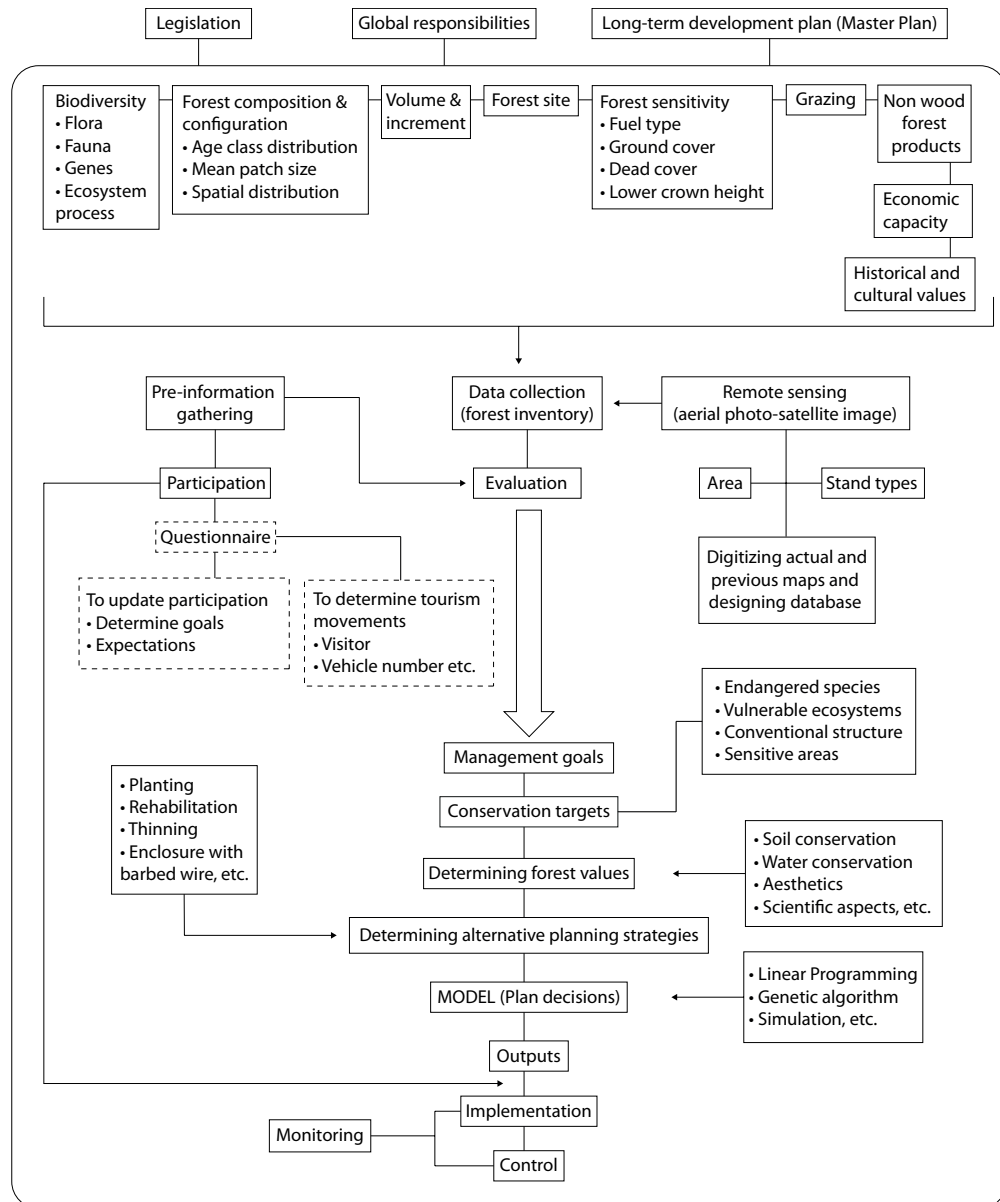 Legislation
Global responsibilities
Long-term development plan (Master Plan)
Biodiversity
• Flora
• Fauna
• Genes
• Ecosystem
process
Forest composition &
configuration
• Age class distribution
• Mean patch size
• Spatial distribution
Volume &
increment
Forest site
Forest sensitivity
• Fuel type
• Ground cover
• Dead cover
• Lower crown height
Grazing
Non wood
forest
products
Economic
capacity
Historical and
cultural values
Pre-information
gathering
Data collection
(forest inventory)
Remote sensing
(aerial photo-satellite image)
Participation
Evaluation
Area
Stand types
Questionnaire
Digitizing actual and
previous maps and
designing database
To update participation
• Determine goals
• Expectations
To determine tourism
movements
• Visitor
• Vehicle number etc.
• Endangered species
• Vulnerable ecosystems
• Conventional structure
• Sensitive areas
Management goals
Conservation targets
• Planting
• Rehabilitation
• Thinning
• Enclosure with
barbed wire, etc.
Determining forest values
• Soil conservation
• Water conservation
• Aesthetics
• Scientific aspects, etc.
Determining alternative planning strategies
MODEL (Plan decisions)
• Linear Programming
• Genetic algorithm
• Simulation, etc.
Outputs
Implementation
Monitoring
Control